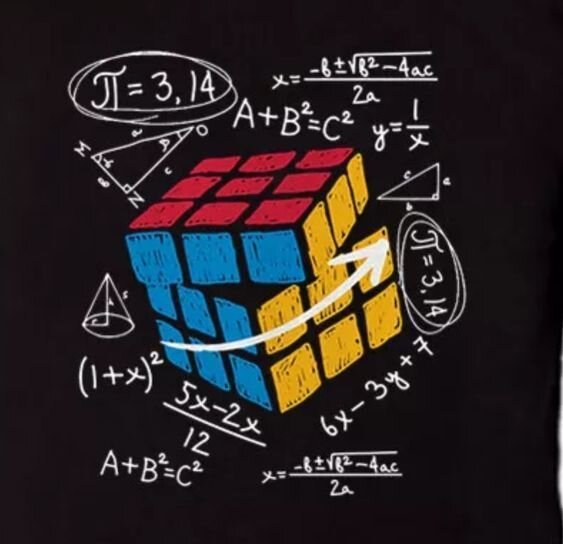 π = 3,14
x = -b±√b²-4ac / 2a
A+B²=C²
y = 1/x
c
a
b
π = 3,14
(1+x)²
5x-2x / 12
6x-3y+7
A+B²=C²
x = -b±√b²-4ac / 2a